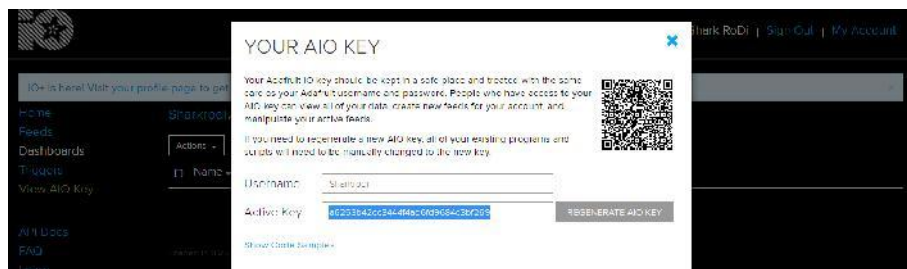 iO
Shark RoDi | Sign Out | My Account
YOUR AIO KEY
IO+ is here! Visit your profile page to get
Your Adafruit IO key should be kept in a safe place and treated with the same
care as your Adafruit username and password. People who have access to your
AIO key can view all of your data, create new feeds for your account, and
manipulate your active feeds.
If you need to regenerate a new AIO key, all of your existing programs and
scripts will need to be manually changed to the new key.
Home
Feeds
Dashboards
Triggers
View AIO Key
API Docs
FAQ
Actions
Name
Username
Active Key
REGENERATE AIO KEY
Show Code Samples